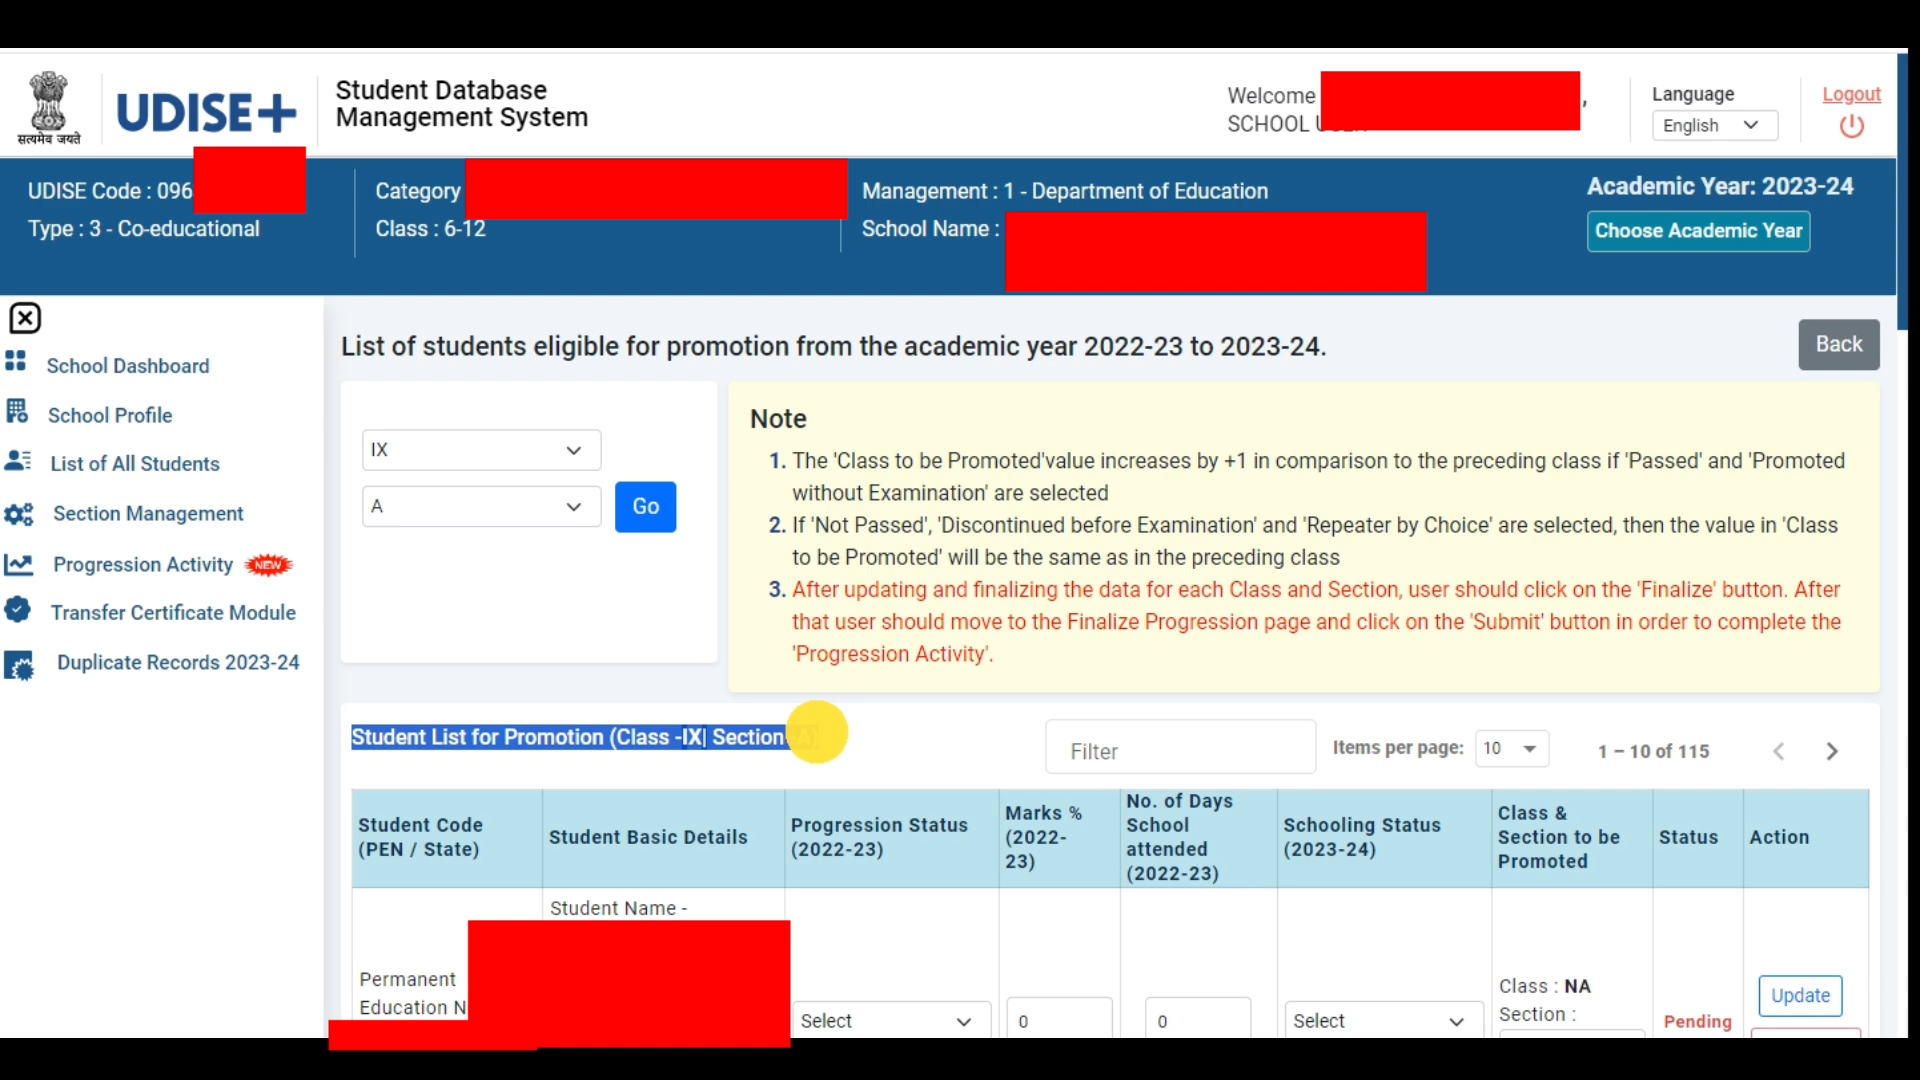 सत्यमेव जयते
UDISE+
Student Database
Management System
Welcome ,
SCHOOL
Language
English
Logout
UDISE Code : 096
Type : 3 - Co-educational
Category
Class : 6-12
Management : 1 - Department of Education
School Name :
Academic Year: 2023-24
Choose Academic Year
School Dashboard
School Profile
List of All Students
Section Management
Progression Activity NEW
Transfer Certificate Module
Duplicate Records 2023-24
List of students eligible for promotion from the academic year 2022-23 to 2023-24.
Back
IX
A
Go
Note
1. The 'Class to be Promoted'value increases by +1 in comparison to the preceding class if 'Passed' and 'Promoted
without Examination' are selected
2. If 'Not Passed', 'Discontinued before Examination' and 'Repeater by Choice' are selected, then the value in 'Class
to be Promoted' will be the same as in the preceding class
3. After updating and finalizing the data for each Class and Section, user should click on the 'Finalize' button. After
that user should move to the Finalize Progression page and click on the 'Submit' button in order to complete the
'Progression Activity'.
Student List for Promotion (Class -IX| Section-A)
Filter
Items per page: 10
1 – 10 of 115
Student Code
(PEN / State)
Student Basic Details
Progression Status
(2022-23)
Marks %
(2022-
23)
No. of Days
School
attended
(2022-23)
Schooling Status
(2023-24)
Class &
Section to be
Promoted
Status
Action
Student Name -
Permanent
Education N
Select
0
0
Select
Class : NA
Section :
Pending
Update